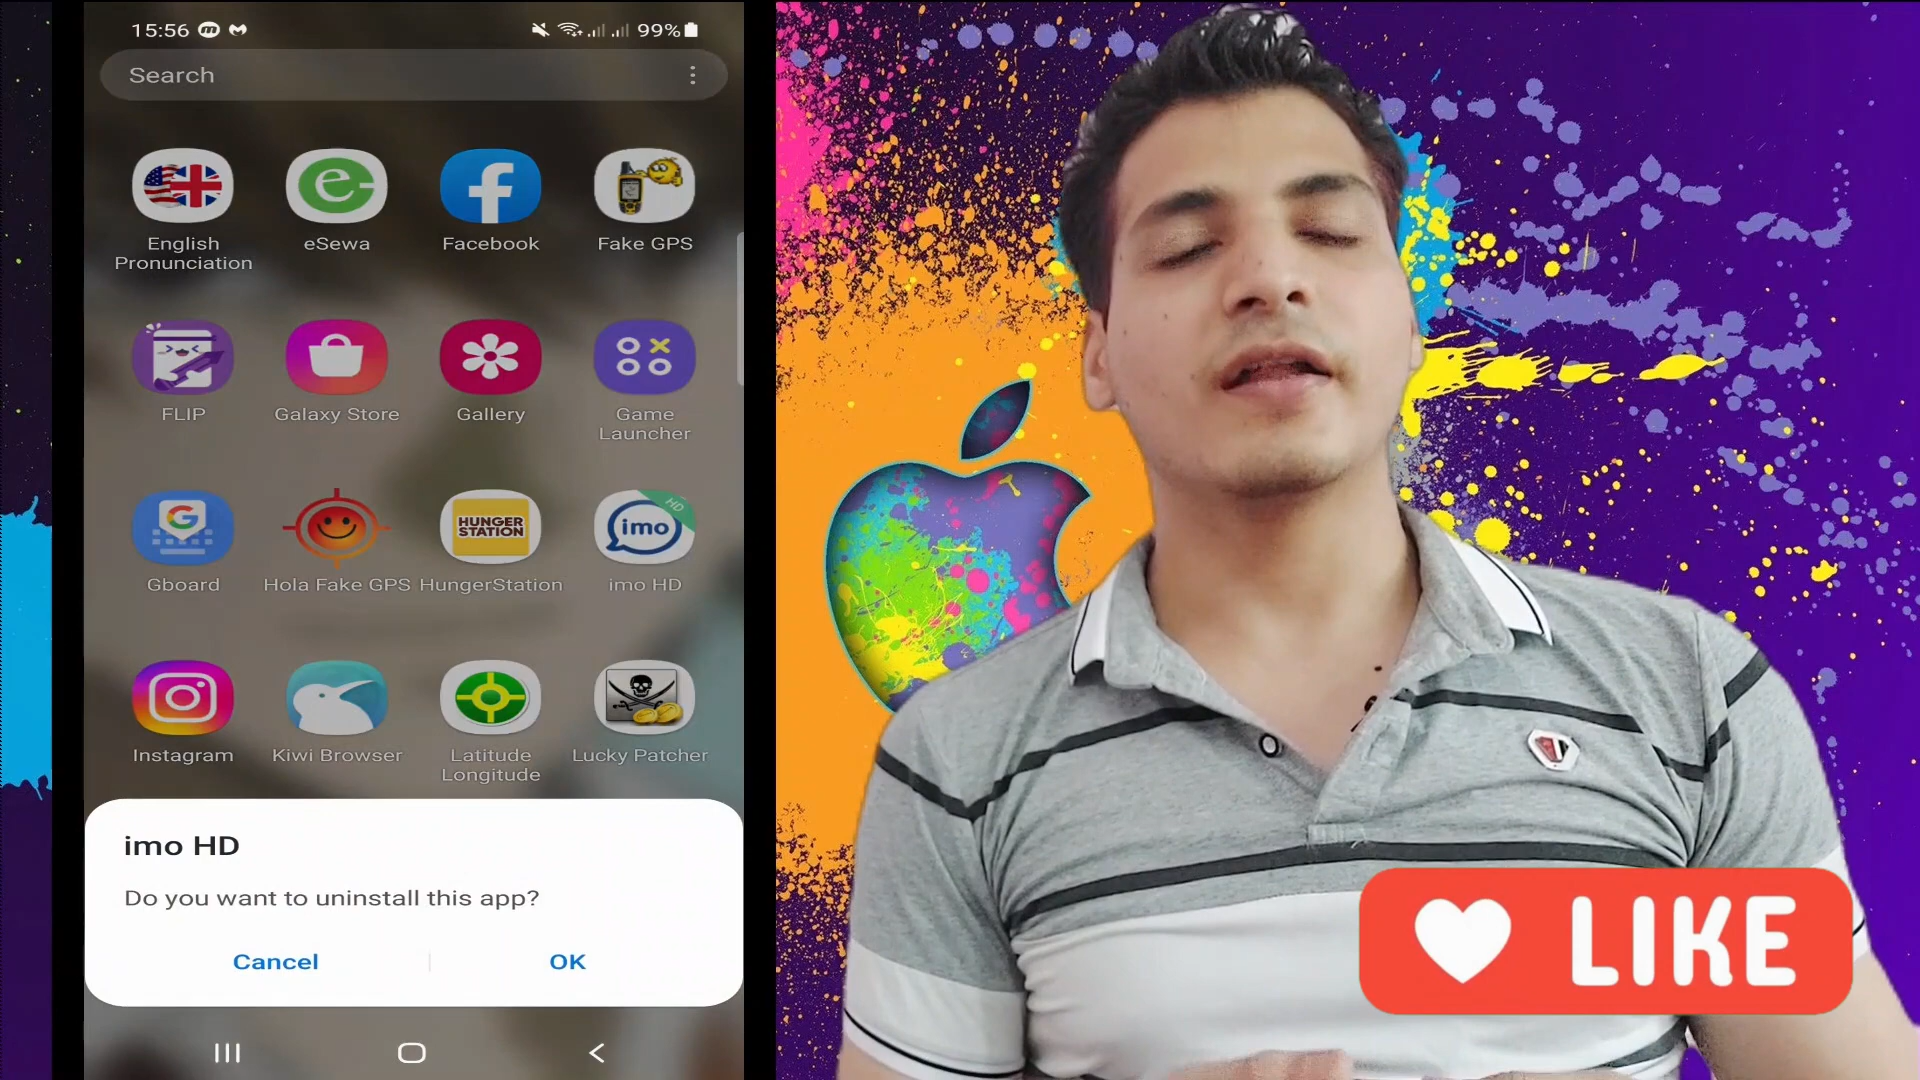 15:56
99%
Search
English Pronunciation
eSewa
Facebook
Fake GPS
FLIP
Galaxy Store
Gallery
Game Launcher
HUNGER
STATION
HD
imo
Gboard
Hola Fake GPS
HungerStation
imo HD
Instagram
Kiwi Browser
Latitude Longitude
Lucky Patcher
imo HD
Do you want to uninstall this app?
Cancel
OK
LIKE